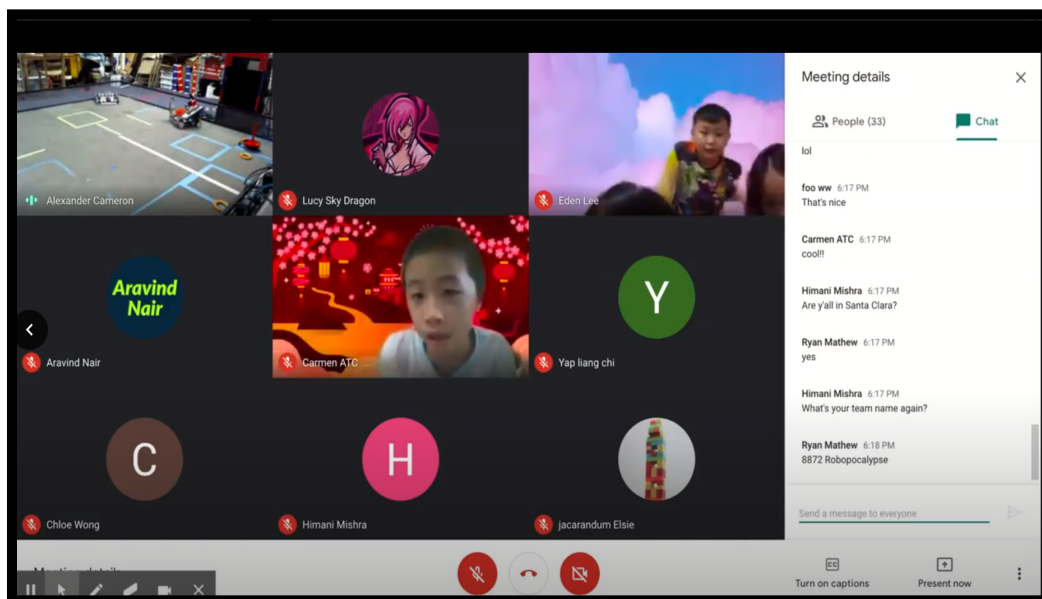 Alexander Cameron
Lucy Sky Dragon
Eden Lee
Aravind
Nair
Aravind Nair
Carmen ATC
Y
Yap liang chi
C
Chloe Wong
H
Himani Mishra
jacarandum Elsie
Meeting details
People (33)
Chat
lol
foo ww 6:17 PM
That's nice
Carmen ATC 6:17 PM
cool!!
Himani Mishra 6:17 PM
Are y'all in Santa Clara?
Ryan Mathew 6:17 PM
yes
Himani Mishra 6:17 PM
What's your team name again?
Ryan Mathew 6:18 PM
8872 Robopocalypse
Send a message to everyone
CC
Turn on captions
Present now